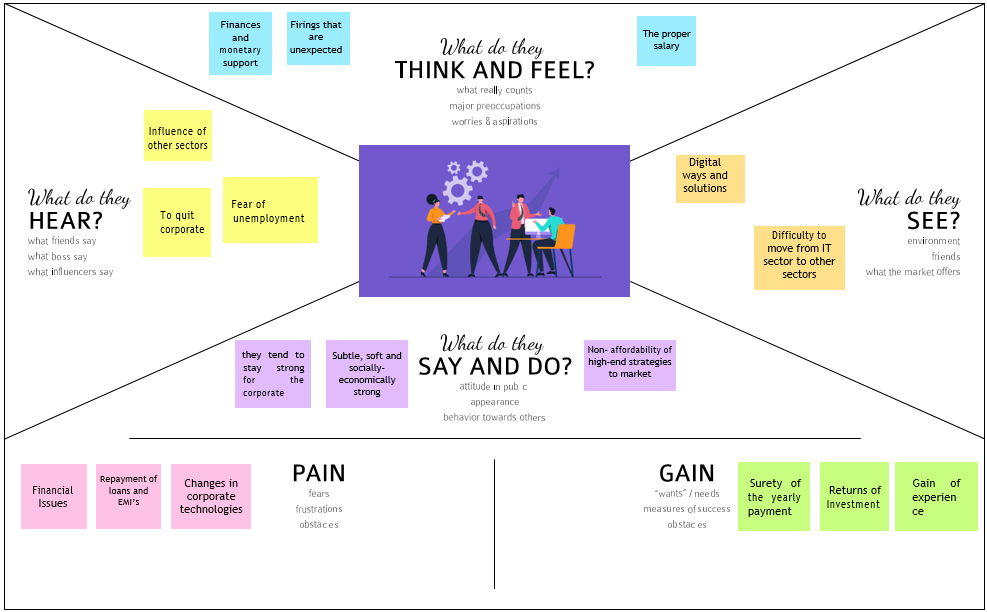 Finances
and
monetary
support
Firings that
are
unexpected
What do they
THINK AND FEEL?
what really counts
major preoccupations
worries & aspirations
The proper
salary
What do they
HEAR?
what friends say
what boss say
what influencers say
Influence of
other sectors
To quit
corporate
Fear of
unemployment
Digital
ways and
solutions
Difficulty to
move from IT
sector to other
sectors
What do they
SEE?
environment
friends
what the market offers
they tend to
stay strong
for the
corporate
Subtle, soft and
socially-
economically
strong
What do they
SAY AND DO?
attitude in pub c
appearance
behavior towards others
Non- affordability of
high-end strategies
to market
Financial
Issues
Repayment of
loans and
EMI's
Changes in
corporate
technologies
PAIN
fears
frustrations
obstaces
GAIN
"wants" / needs
measures of success
obstaces
Surety of
the yearly
payment
Returns of
Investment
Gain of
experien
ce